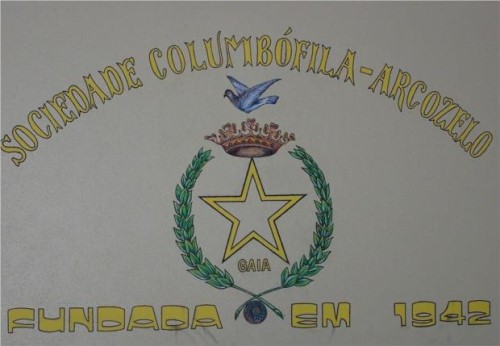 SOCIEDADE COLUMBÓFILA-ARCOZELO
GAIA
FUNDADA EM 1942